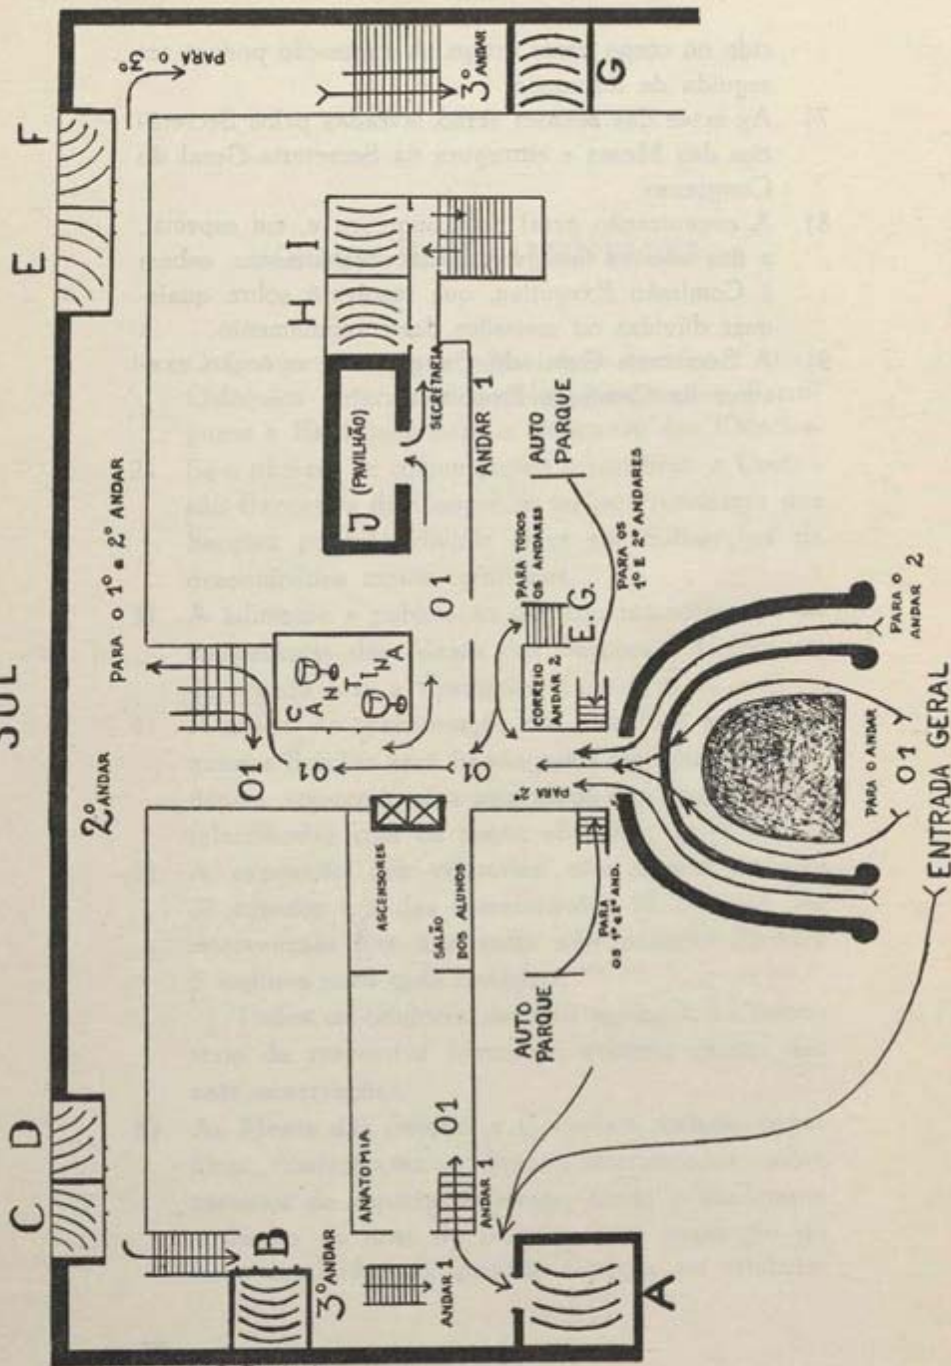 SUL
C D
E F
2º ANDAR
PARA O 1º e 2º ANDAR
PARA O
3º
B
3º ANDAR
01
CANTINA
H I
ASCENSORES
01
J (PAVILHÃO)
3º ANDAR
ANATOMIA
SALÃO
DOS ALUNOS
ANDAR 1
01
01
01
SECRETARIA
ANDAR 1
ANDAR 1
AUTO
PARQUE
PARA 2º
CORREIO
ANDAR 2
PARA TODOS
OS ANDARES
E.G.
AUTO
PARQUE
G
PARA
OS 1º e 2º AND.
PARA OS
1º E 2º ANDARES
A
PARA O ANDAR
01
PARA O
ANDAR 2
ENTRADA GERAL